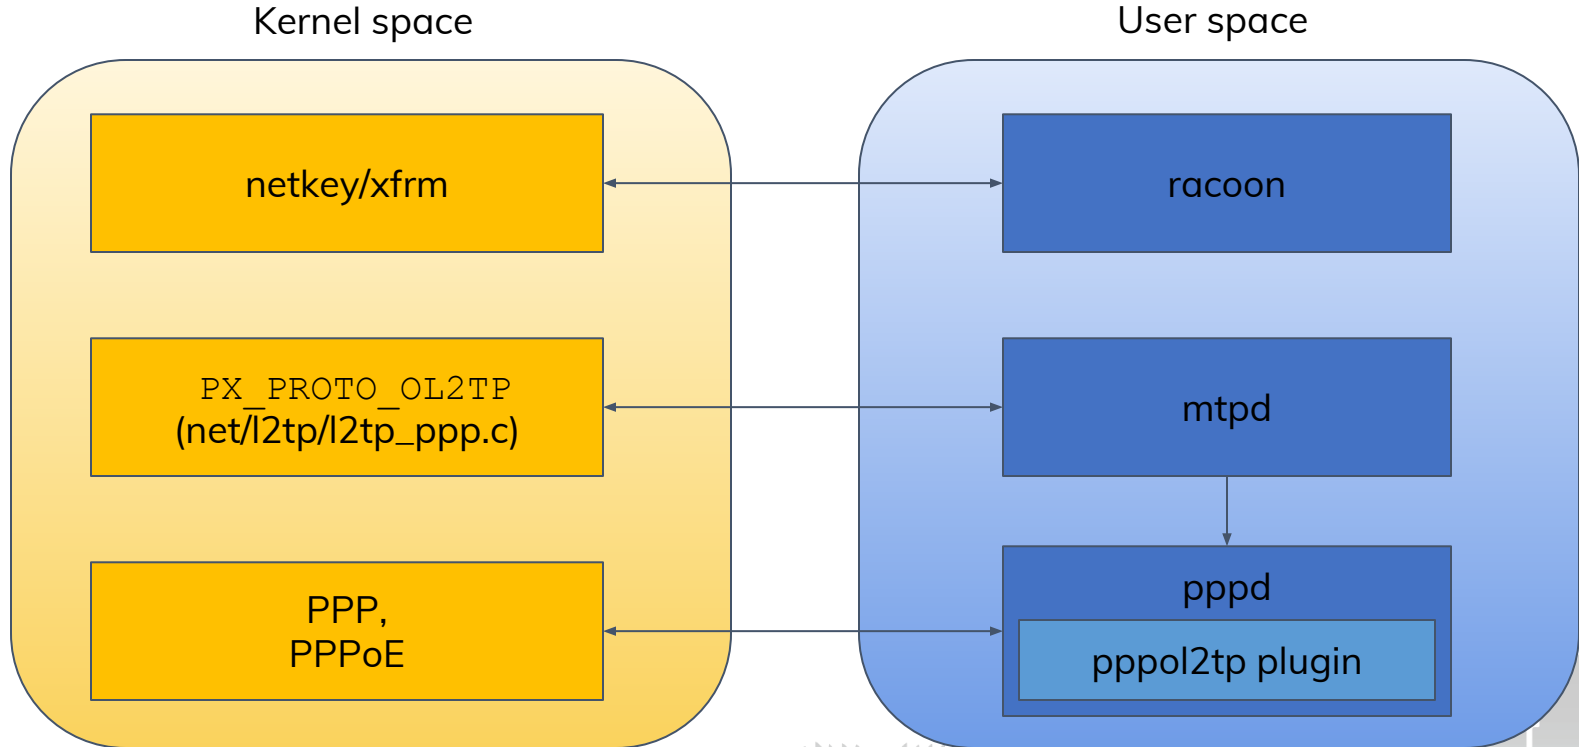 Kernel space
User space
netkey/xfrm
racoon
PX_PROTO_OL2TP
(net/l2tp/l2tp_ppp.c)
mtpd
PPP,
PPPoE
pppd
pppol2tp plugin